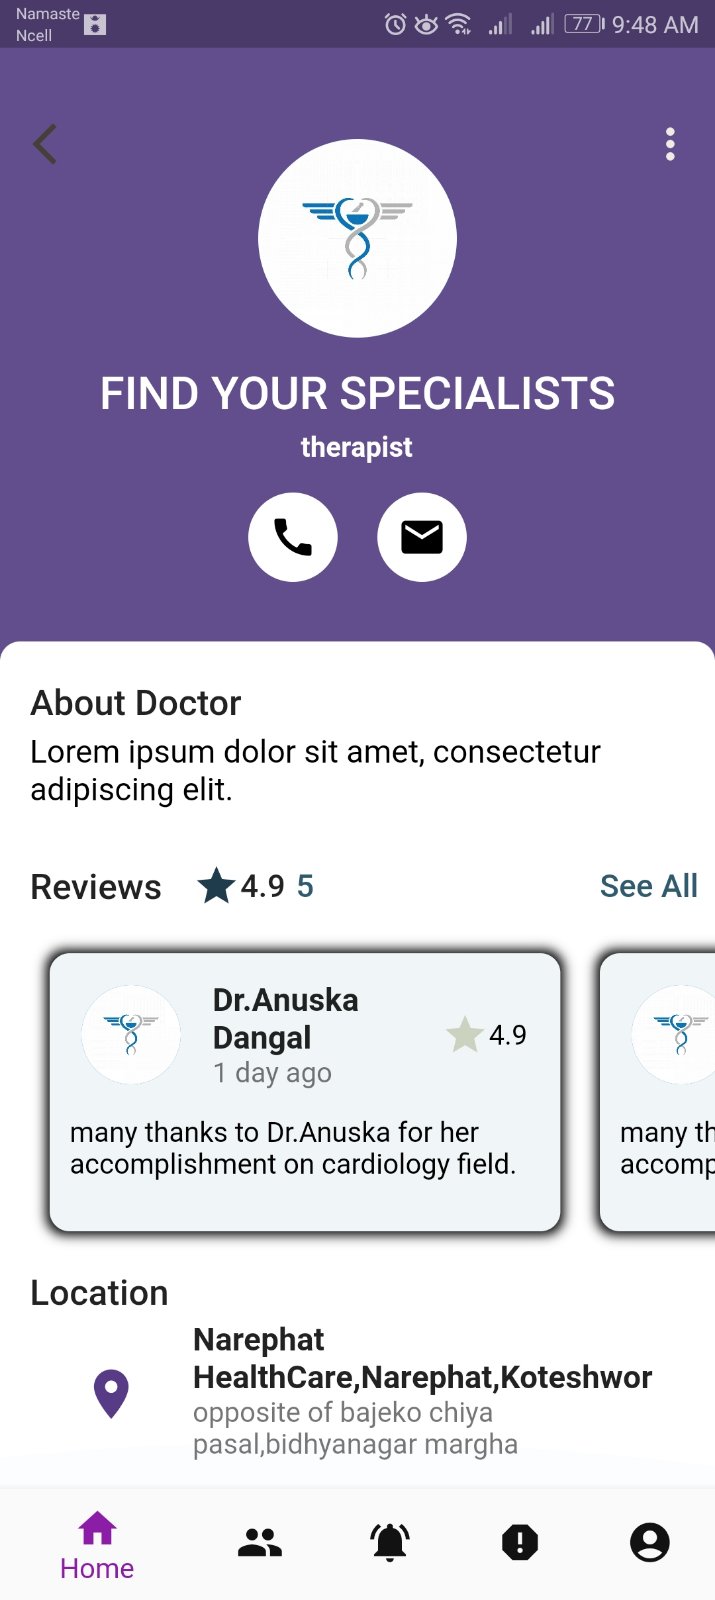 Namaste
Ncell
77
9:48 AM
FIND YOUR SPECIALISTS
therapist
About Doctor
Lorem ipsum dolor sit amet, consectetur
adipiscing elit.
Reviews 4.9 5 See All
Dr.Anuska
Dangal
4.9
1 day ago
many thanks to Dr.Anuska for her
accomplishment on cardiology field.
many th
accomp
Location
Narephat
HealthCare,Narephat,Koteshwor
opposite of bajeko chiya
pasal,bidhyanagar margha
Home